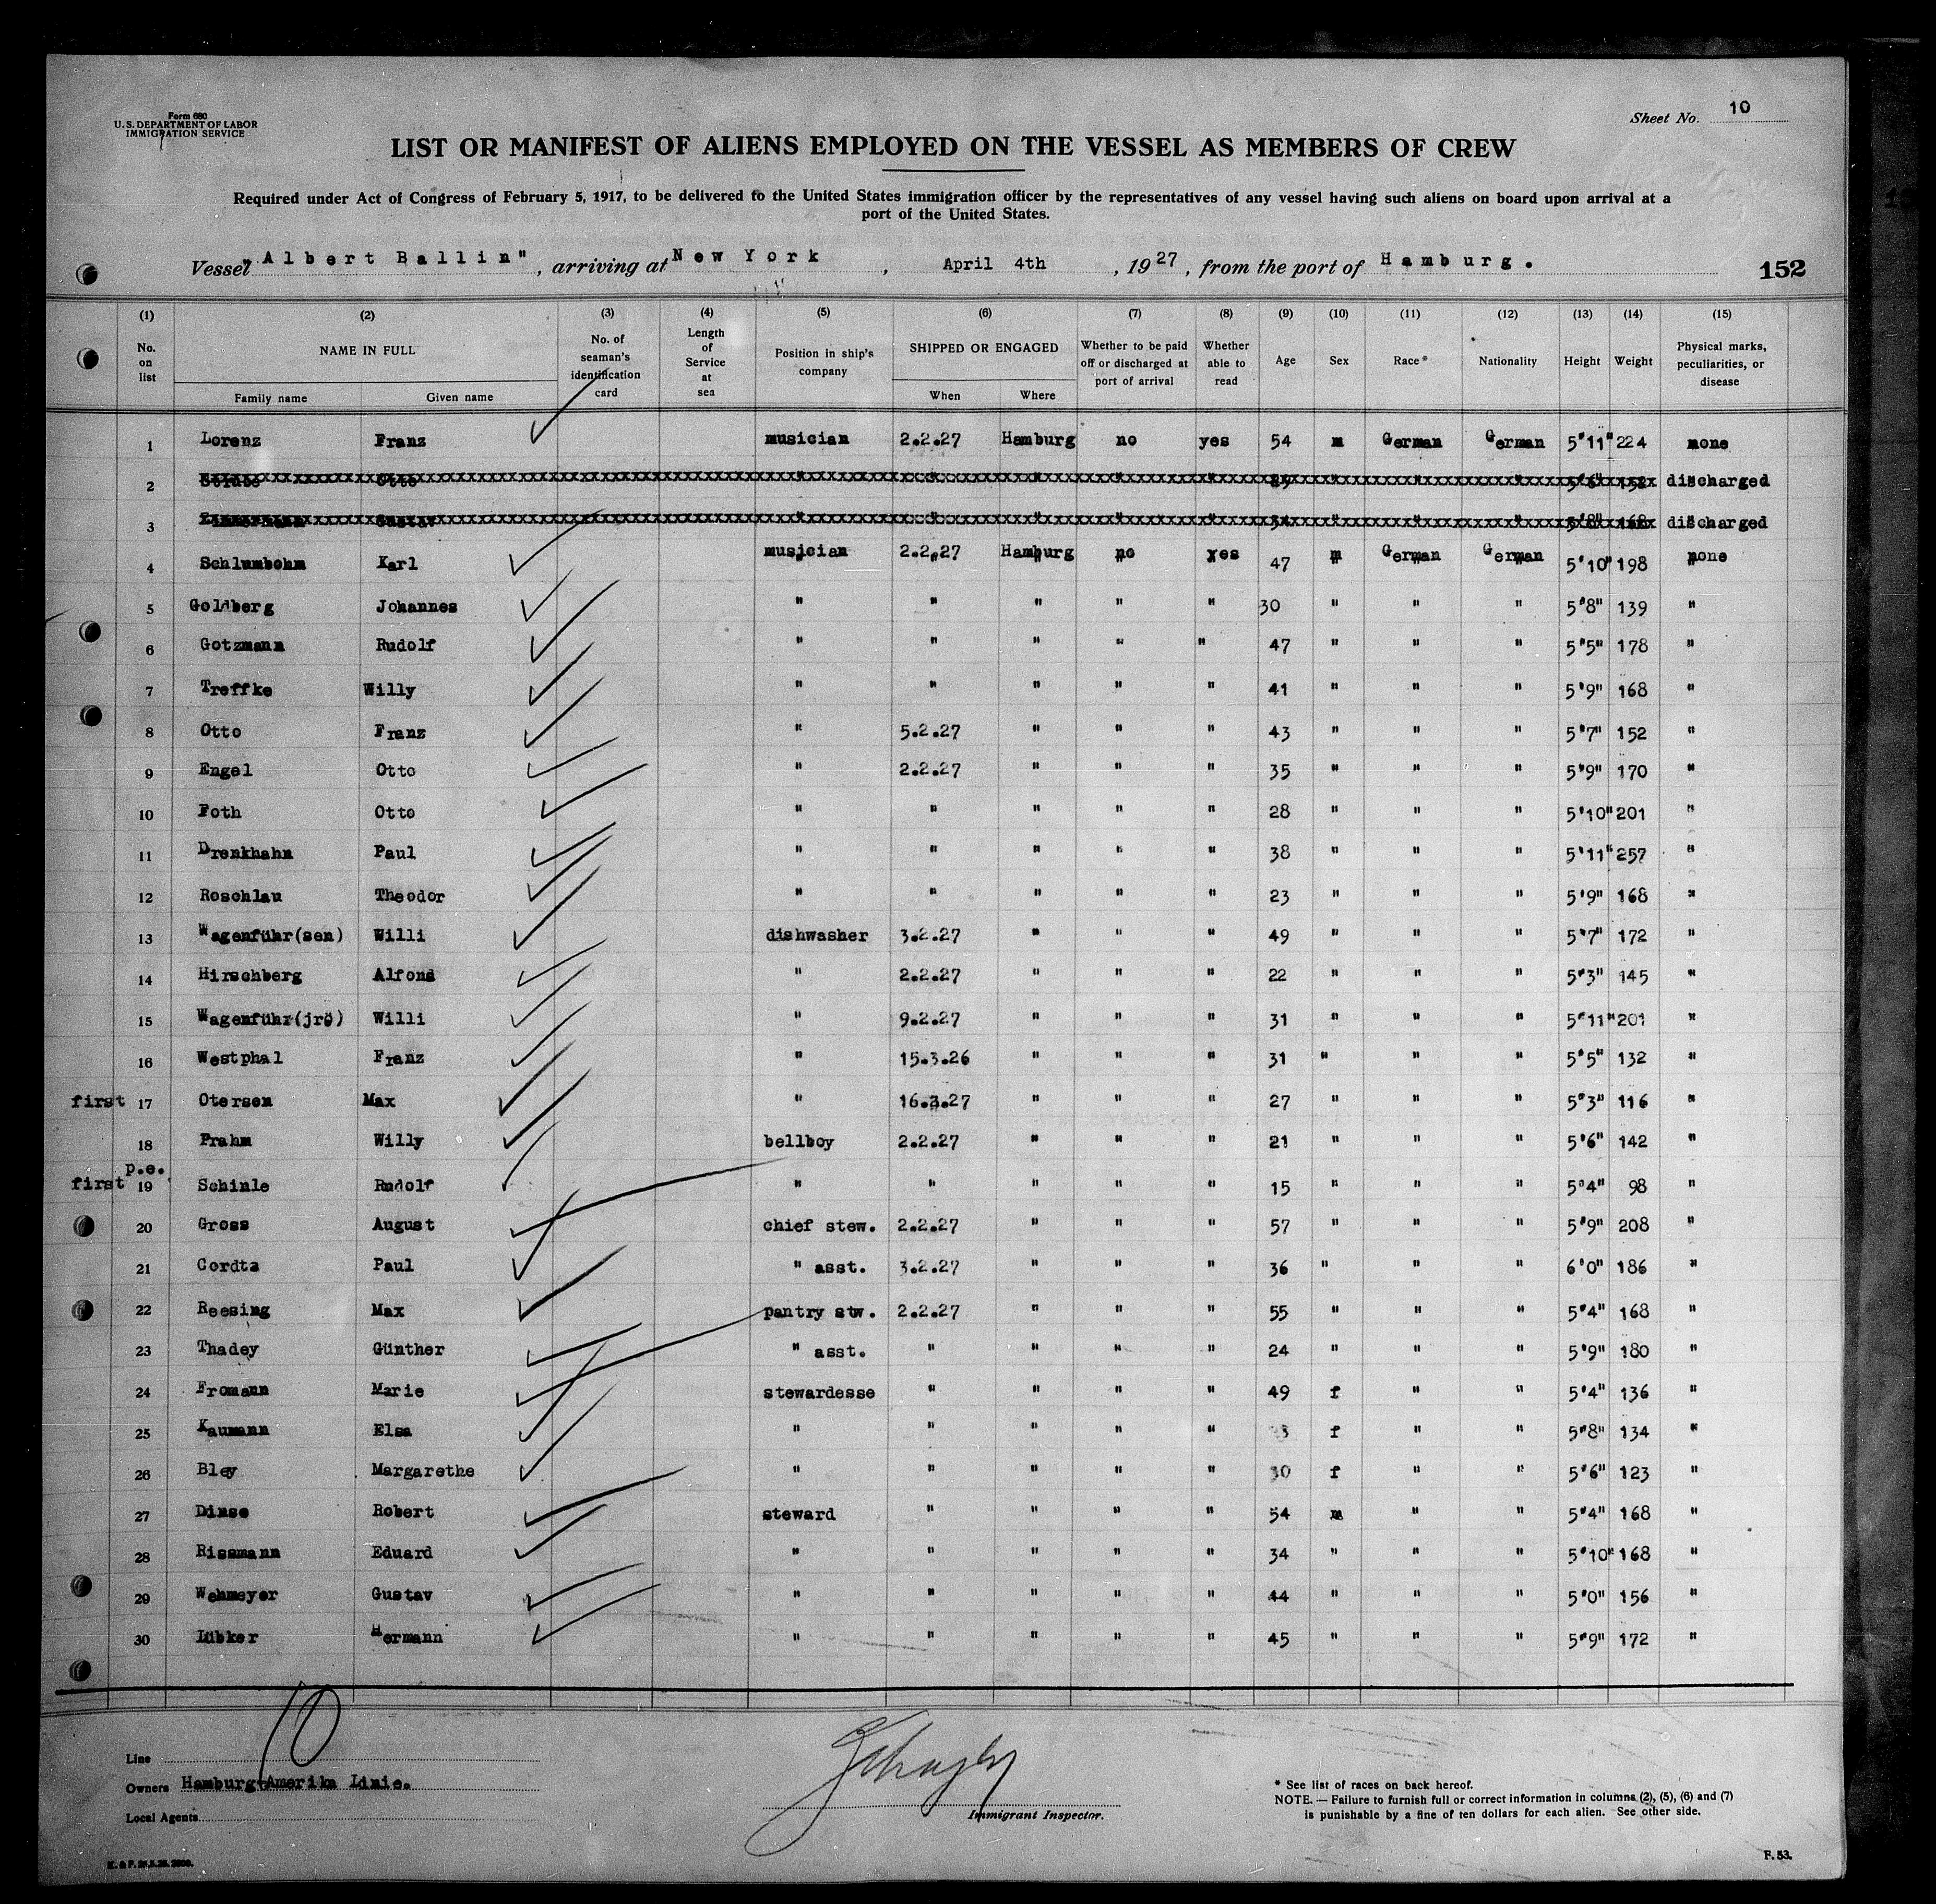 Form 680
U.S. DEPARTMENT OF LABOR
IMMIGRATION SERVICE
Sheet No. 10
LIST OR MANIFEST OF ALIENS EMPLOYED ON THE VESSEL AS MEMBERS OF CREW
Required under Act of Congress of February 5, 1917, to be delivered to the United States immigration officer by the representatives of any vessel having such aliens on board upon arrival at a
port of the United States.
Vessel "Albert Ballin", arriving at New York, April 4th, 1927, from the port of Hamburg. 152
(1) (2) (3) (4) (5) (6) (7) (8) (9) (10) (11) (12) (13) (14) (15)
No. on list NAME IN FULL Family name Given name No. of seaman's identification card Length of Service at sea Position in ship's company SHIPPED OR ENGAGED When Where Whether to be paid off or discharged at port of arrival Whether able to read Age Sex Race* Nationality Height Weight Physical marks, peculiarities, or disease
1 Lorenz Franz musician 2.2.27 Hamburg no yes 54 m German German 5'11" 224 none
2 Otto " " " " " " " " 5'6" discharged
3 " " " " " " " 5'8" 168 discharged
4 Schlumbohm Karl musician 2.2.27 Hamburg no yes 47 m German German 5'10" 198 none
5 Goldberg Johannes " " " " " 30 " " " 5'8" 139 "
6 Gotzmann Rudolf " " " " " 47 " " " 5'5" 178 "
7 Treffke Willy " " " " " 41 " " " 5'9" 168 "
8 Otto Franz " 5.2.27 " " " 43 " " " 5'7" 152 "
9 Engel Otto " 2.2.27 " " " 35 " " " 5'9" 170 "
10 Foth Otto " " " " " 28 " " " 5'10" 201 "
11 Drenkhahn Paul " " " " " 38 " " " 5'11" 257 "
12 Roschlau Theodor " " " " " 23 " " " 5'9" 168 "
13 Wagenführ(sen) Willi dishwasher 3.2.27 " " " 49 " " " 5'7" 172 "
14 Hirschberg Alfond " 2.2.27 " " " 22 " " " 5'3" 145 "
15 Wagenführ(jrö) Willi " 9.2.27 " " " 31 " " " 5'11" 201 "
16 Westphal Franz " 15.3.26 " " " 31 " " " 5'5" 132 "
first 17 Otersen Max " 16.3.27 " " " 27 " " " 5'3" 116 "
18 Prahm Willy bellboy 2.2.27 " " " 21 " " " 5'6" 142 "
p.e.
first 19 Schinle Rudolf " " " " " 15 " " " 5'4" 98 "
20 Gross August chief stew. 2.2.27 " " " 57 " " " 5'9" 208 "
21 Cordts Paul " asst. 3.2.27 " " " 36 " " " 6'0" 186 "
22 Reesing Max pantry stw. 2.2.27 " " " 55 " " " 5'4" 168 "
23 Thadey Günther " asst. " " " " 24 " " " 5'9" 180 "
24 Fromann Marie stewardesse " " " " 49 f " " 5'4" 136 "
25 Kaumann Elsa " " " " " f " " 5'8" 134 "
26 Bley Margarethe " " " " " 30 f " " 5'6" 123 "
27 Dinse Robert steward " " " " 54 m " " 5'4" 168 "
28 Rissmann Eduard " " " " " 34 " " " 5'10" 168 "
29 Wehmeyer Gustav " " " " " 44 " " " 5'0" 156 "
30 Lübker Hermann " " " " " 45 " " " 5'9" 172 "
10
Line
Owners Hamburg-Amerika Linie.
Local Agents
Immigrant Inspector.
* See list of races on back hereof.
NOTE. — Failure to furnish full or correct information in columns (2), (5), (6) and (7)
is punishable by a fine of ten dollars for each alien. See other side.
F. 53.